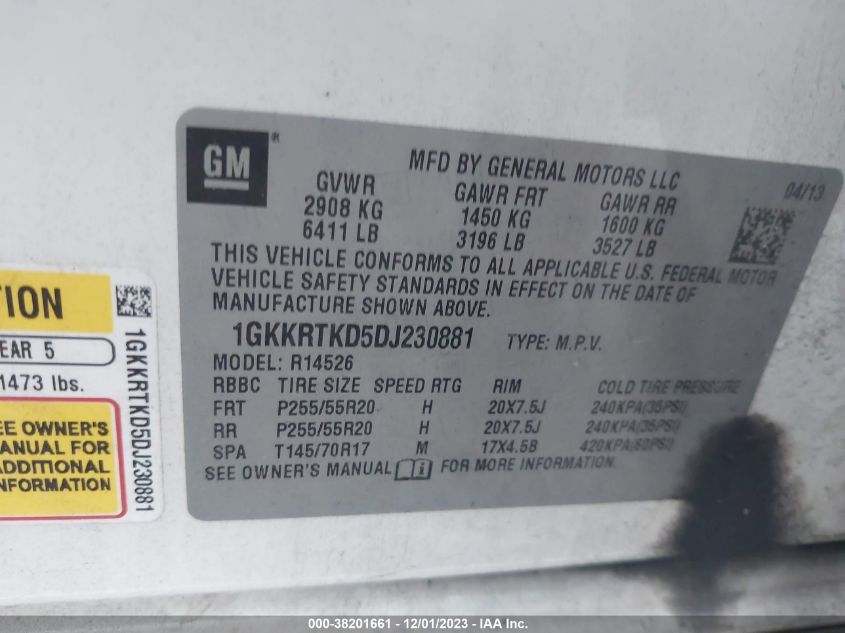 GM
MFD BY GENERAL MOTORS LLC
04/13
GVWR GAWR FRT GAWR RR
2908 KG 1450 KG 1600 KG
6411 LB 3196 LB 3527 LB
THIS VEHICLE CONFORMS TO ALL APPLICABLE U.S. FEDERAL MOTOR
VEHICLE SAFETY STANDARDS IN EFFECT ON THE DATE OF
MANUFACTURE SHOWN ABOVE.
1GKKRTKD5DJ230881 TYPE: M.P.V.
MODEL: R14526
RBBC TIRE SIZE SPEED RTG RIM COLD TIRE PRESSURE
FRT P255/55R20 H 20X7.5J 240KPA(35PSI)
RR P255/55R20 H 20X7.5J 240KPA(35PSI)
SPA T145/70R17 M 17X4.5B 420KPA(60PSI)
SEE OWNER'S MANUAL FOR MORE INFORMATION.
TION
EAR 5
1473 lbs.
EE OWNER'S
ANUAL FOR
ADDITIONAL
NFORMATION
1GKKRTKD5DJ230881
000-38201661 - 12/01/2023 - IAA Inc.